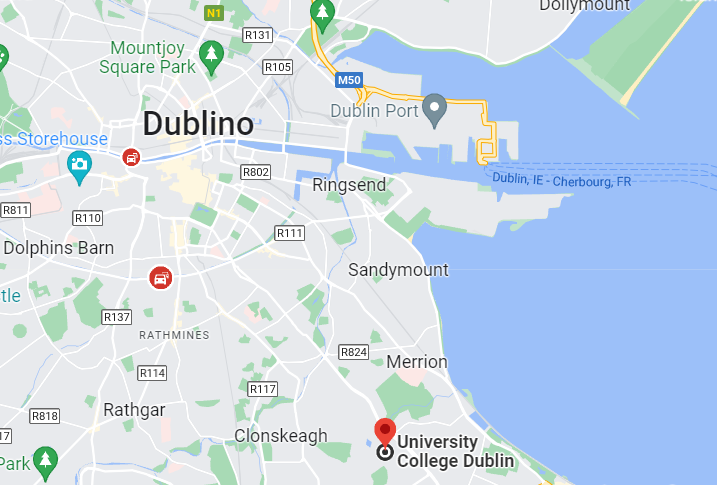 Dollymount
N1
R131
Mountjoy
Square Park
R105
M50
Dublin Port
Dublino
ss Storehouse
R802
Ringsend
Dublin, IE - Cherbourg, FR
R811
R110
R111
Dolphins Barn
Sandymount
tle
R137
RATHMINES
R824
Merrion
R114
R117
Rathgar
R818
17
Clonskeagh
University
College Dublin
Park